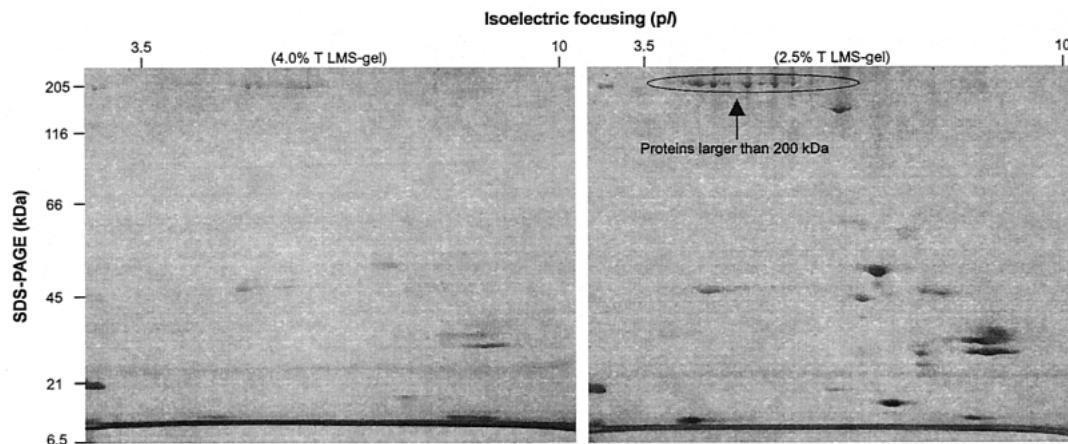 Isoelectric focusing (pI)
3.5
(4.0% T LMS-gel)
10
3.5
(2.5% T LMS-gel)
10
SDS-PAGE (kDa)
205
116
66
45
21
6.5
Proteins larger than 200 kDa